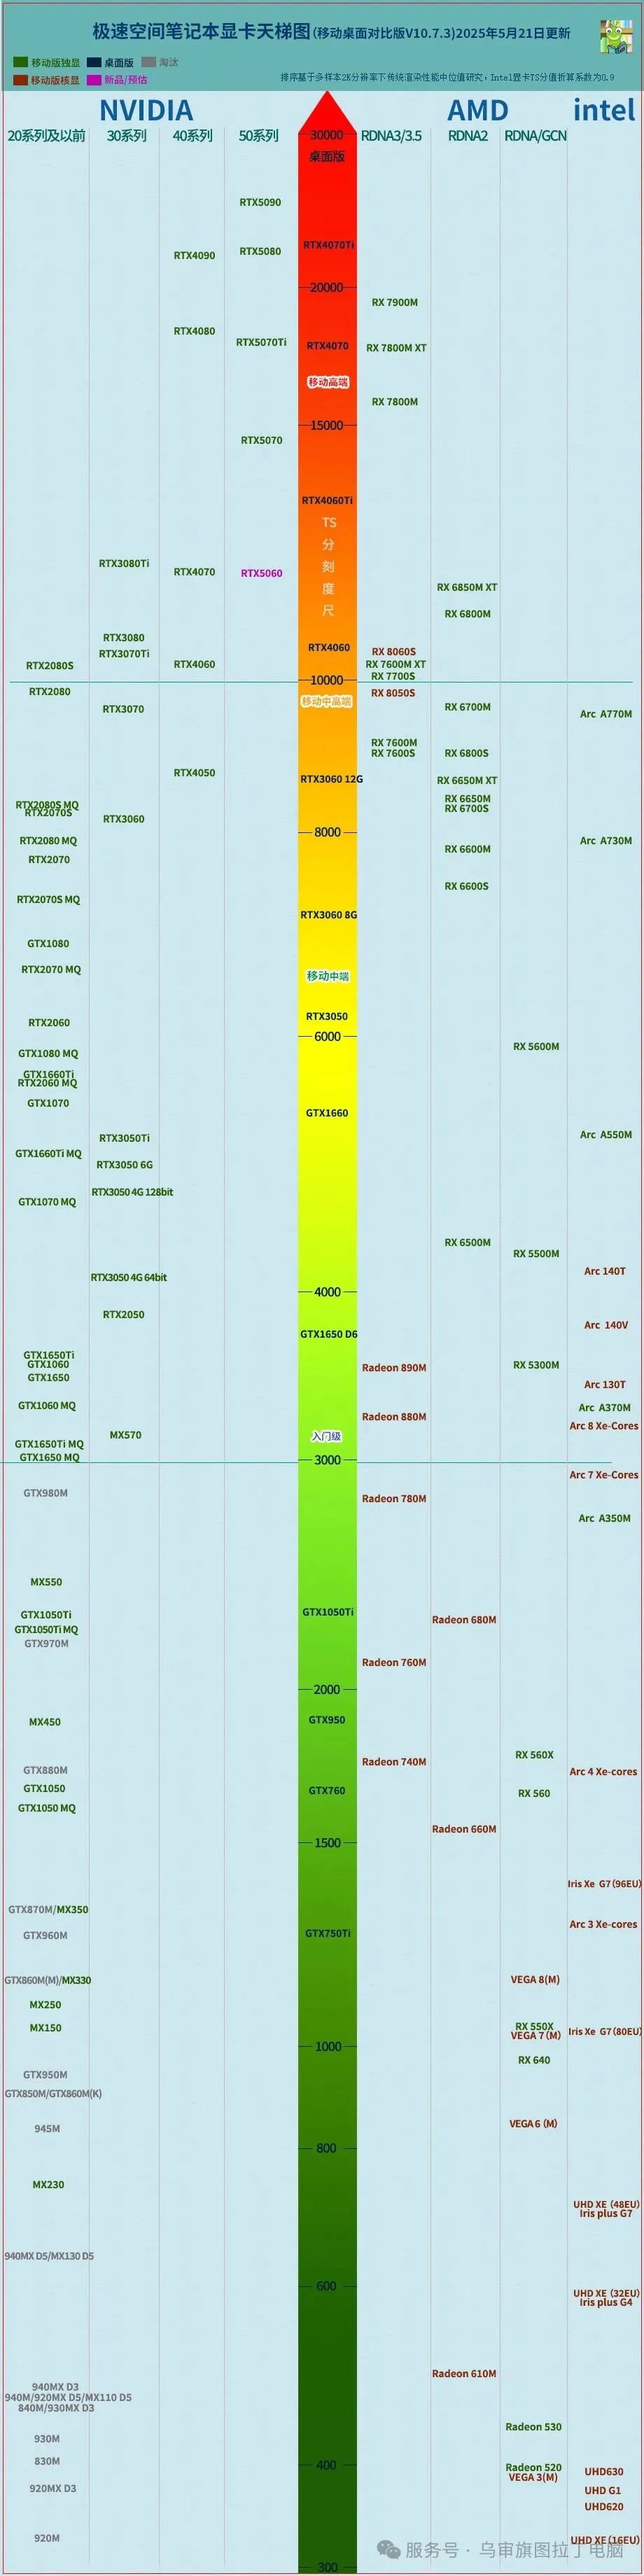 极速空间笔记本显卡天梯图(移动桌面对比版V10.7.3)2025年5月21日更新
移动版独显 桌面版 淘汰
移动版核显 新品/预估
排序基于多样本2K分辨率下传统渲染性能中位值研究，Intel显卡TS分值折算系数为0.9
NVIDIA AMD intel
20系列及以前 30系列 40系列 50系列 30000 RDNA3/3.5 RDNA2 RDNA/GCN
桌面版
RTX5090
RTX4070Ti
RTX5080
RTX4090
20000
RX 7900M
RTX4080
RTX5070Ti
RTX4070
RX 7800M XT
移动高端
RX 7800M
15000
RTX5070
RTX4060Ti
TS
分
刻
度
尺
RTX3080Ti
RTX4070
RTX5060
RX 6850M XT
RX 6800M
RTX3080
RTX4060
RX 8060S
RTX3070Ti
RTX2080S
RTX4060
RX 7600M XT
RX 7700S
10000
RTX2080
RX 8050S
移动中高端
RTX3070
RX 6700M
Arc A770M
RX 7600M
RX 7600S
RX 6800S
RTX4050
RTX3060 12G
RX 6650M XT
RTX2080S MQ
RX 6650M
RTX2070S
RX 6700S
RTX3060
8000
RTX2080 MQ
Arc A730M
RX 6600M
RTX2070
RX 6600S
RTX2070S MQ
RTX3060 8G
GTX1080
RTX2070 MQ
移动中端
RTX3050
RTX2060
6000
RX 5600M
GTX1080 MQ
GTX1660Ti
RTX2060 MQ
GTX1070
GTX1660
RTX3050Ti
Arc A550M
GTX1660Ti MQ
RTX3050 6G
RTX3050 4G 128bit
GTX1070 MQ
RX 6500M
RX 5500M
Arc 140T
RTX3050 4G 64bit
4000
RTX2050
Arc 140V
GTX1650 D6
GTX1650Ti
GTX1060
RX 5300M
Radeon 890M
GTX1650
Arc 130T
GTX1060 MQ
Arc A370M
Radeon 880M
Arc 8 Xe-Cores
MX570
入门级
GTX1650Ti MQ
GTX1650 MQ
3000
Arc 7 Xe-Cores
GTX980M
Radeon 780M
Arc A350M
MX550
GTX1050Ti
GTX1050Ti
Radeon 680M
GTX1050Ti MQ
GTX970M
Radeon 760M
2000
MX450
GTX950
RX 560X
Radeon 740M
GTX880M
Arc 4 Xe-cores
GTX1050
GTX760
RX 560
GTX1050 MQ
Radeon 660M
1500
Iris Xe G7(96EU)
GTX870M/MX350
Arc 3 Xe-cores
GTX960M
GTX750Ti
GTX860M(M)/MX330
VEGA 8(M)
MX250
MX150
RX 550X
Iris Xe G7(80EU)
VEGA 7(M)
1000
RX 640
GTX950M
GTX850M/GTX860M(K)
945M
VEGA 6 (M)
800
MX230
UHD XE (48EU)
Iris plus G7
940MX D5/MX130 D5
600
UHD XE (32EU)
Iris plus G4
Radeon 610M
940MX D3
940M/920MX D5/MX110 D5
840M/930MX D3
Radeon 530
930M
830M
400
Radeon 520
UHD630
VEGA 3(M)
920MX D3
UHD G1
UHD620
920M
UHD XE(16EU)
服务号 · 乌审旗图拉丁电脑
300